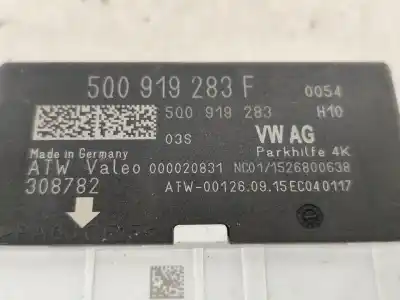 5Q0 919 283 F 0054
5Q0 919 283 H10
03S VW AG
Made in Germany Parkhilfe 4K
ATW Valeo 000020831 NC01/1526800638
308782 ATW-00126.09.15EC040117